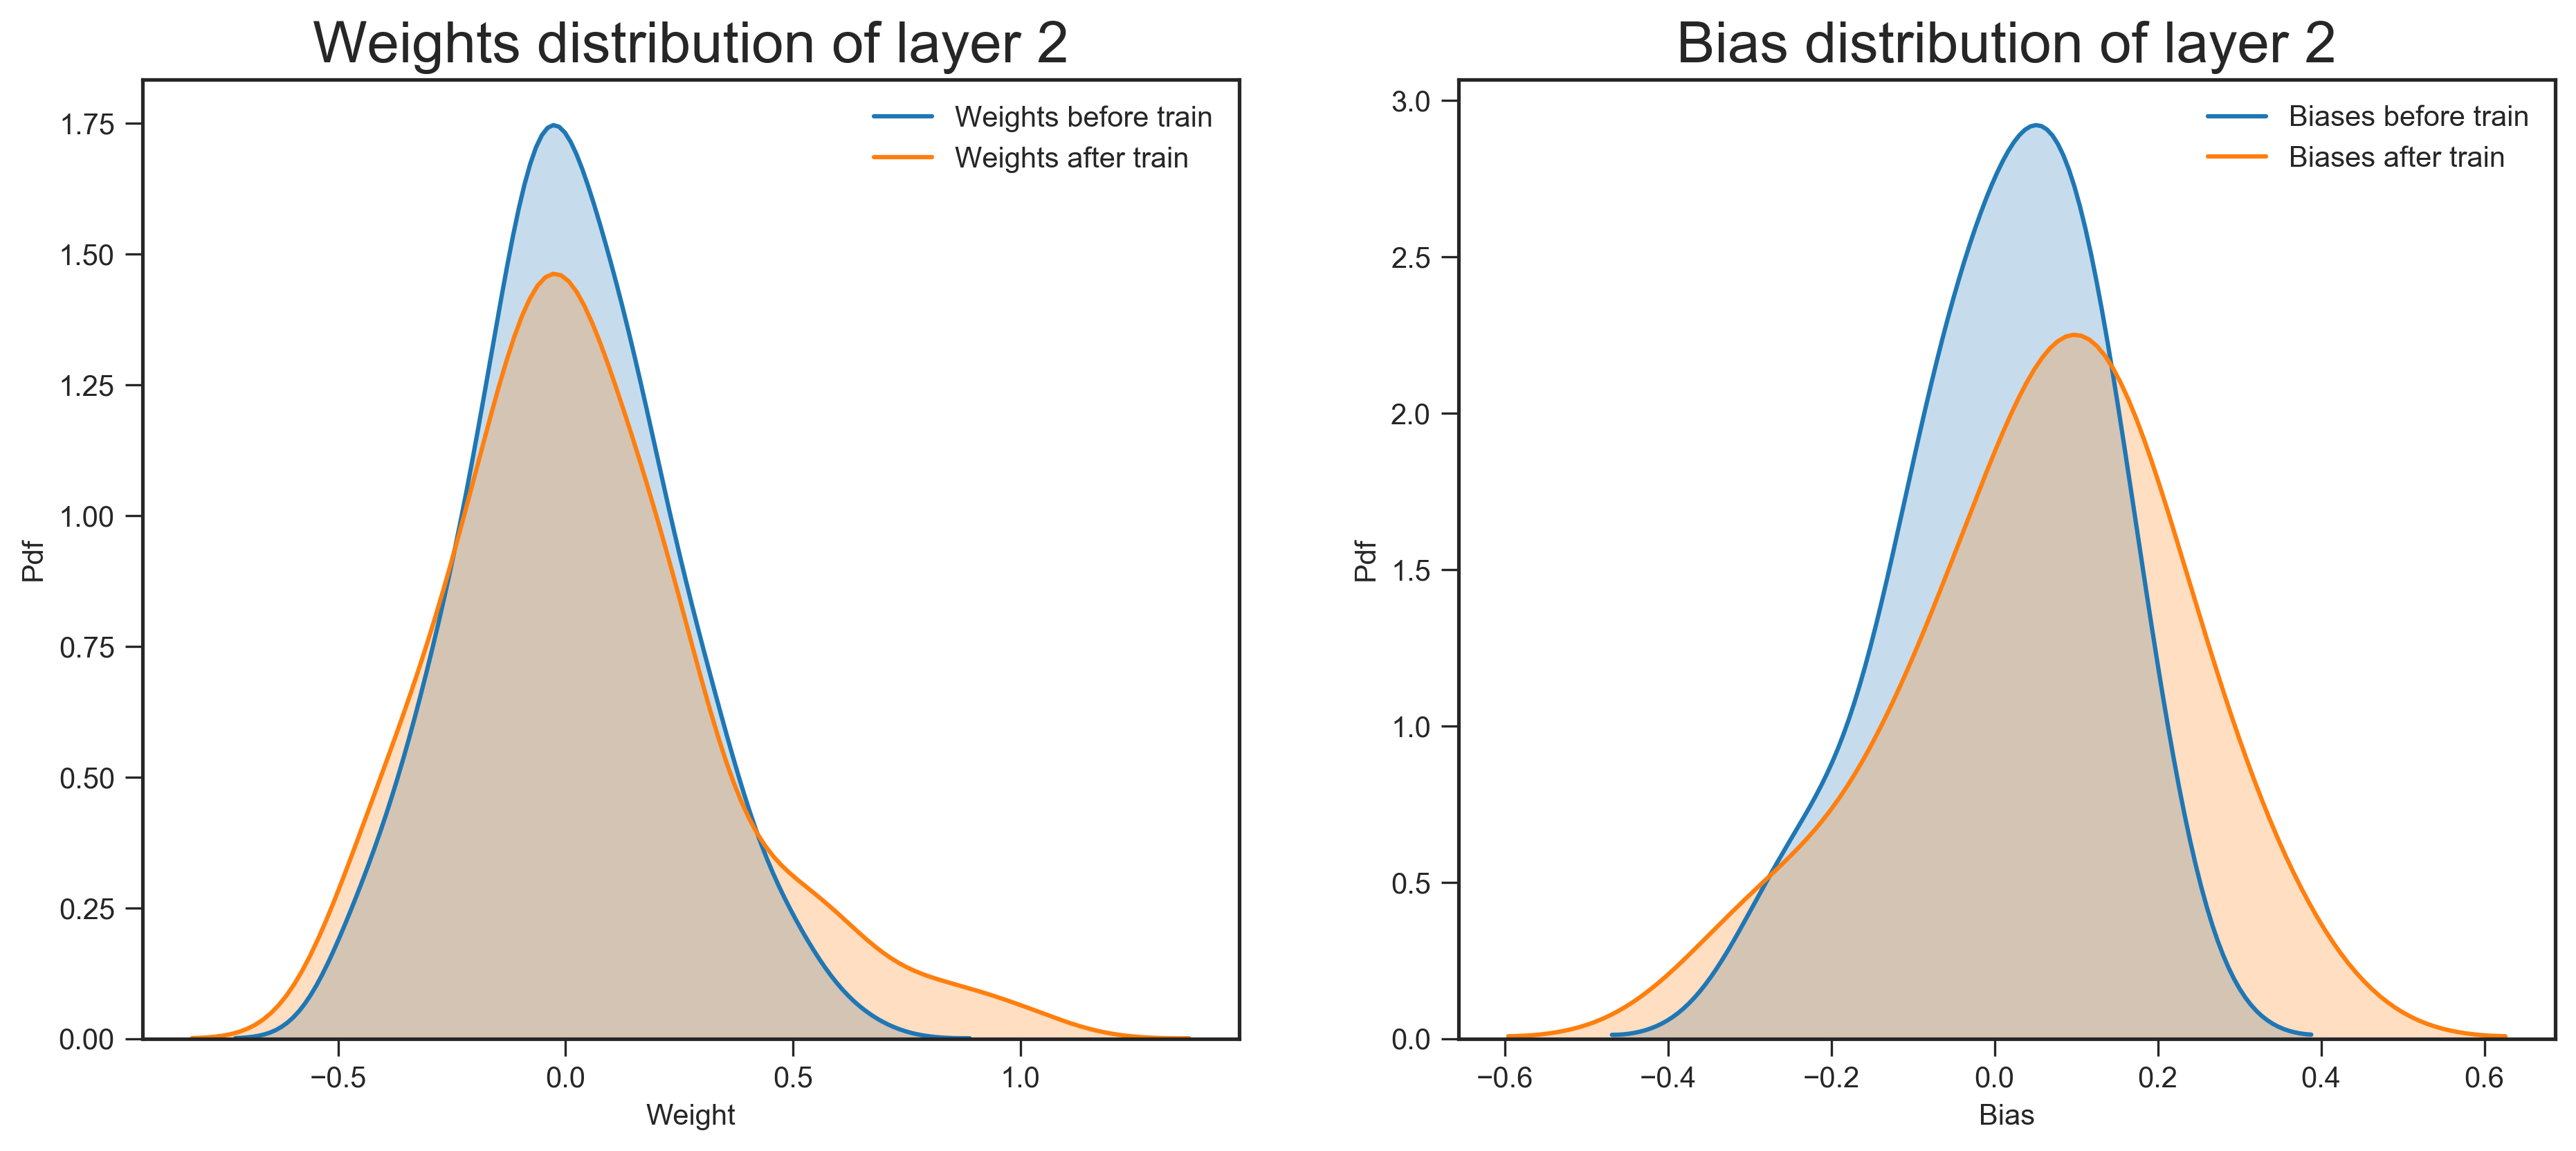 Weights distribution of layer 2
Weights before train
Weights after train
1.75
1.50
1.25
1.00
0.75
0.50
0.25
0.00
Pdf
−0.5 0.0 0.5 1.0
Weight
Bias distribution of layer 2
Biases before train
Biases after train
3.0
2.5
2.0
1.5
1.0
0.5
0.0
Pdf
−0.6 −0.4 −0.2 0.0 0.2 0.4 0.6
Bias